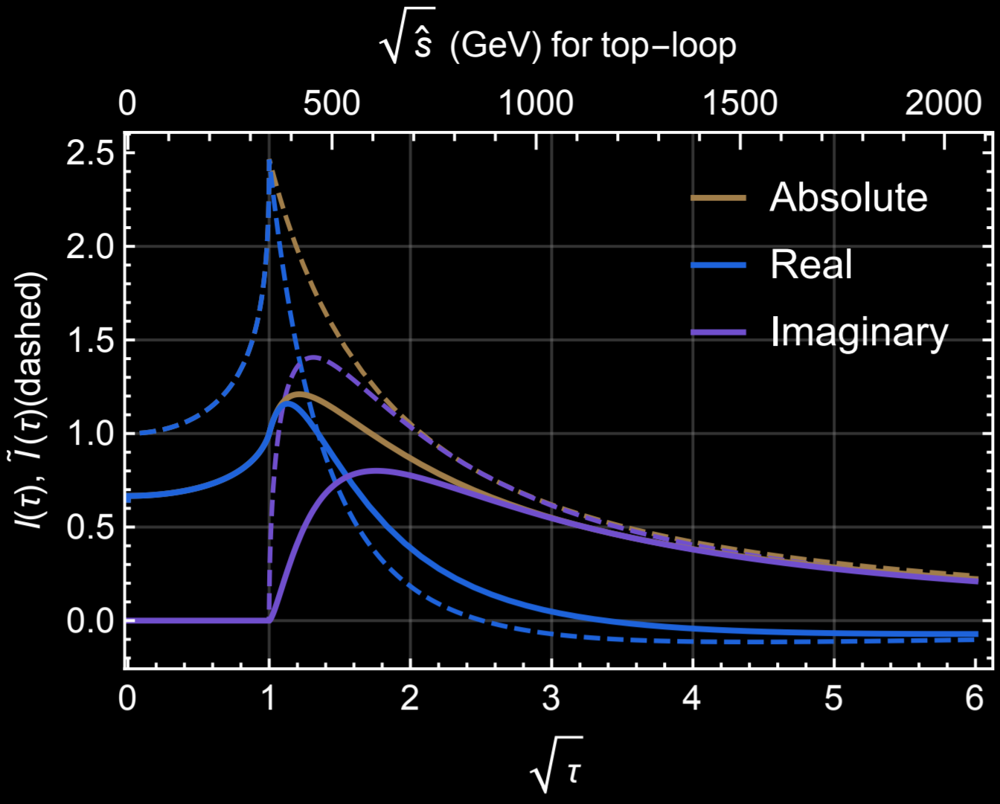 √ŝ (GeV) for top−loop
0 500 1000 1500 2000
2.5
2.0
1.5
1.0
0.5
0.0
I(τ), Ĩ(τ)(dashed)
Absolute
Real
Imaginary
0 1 2 3 4 5 6
√τ